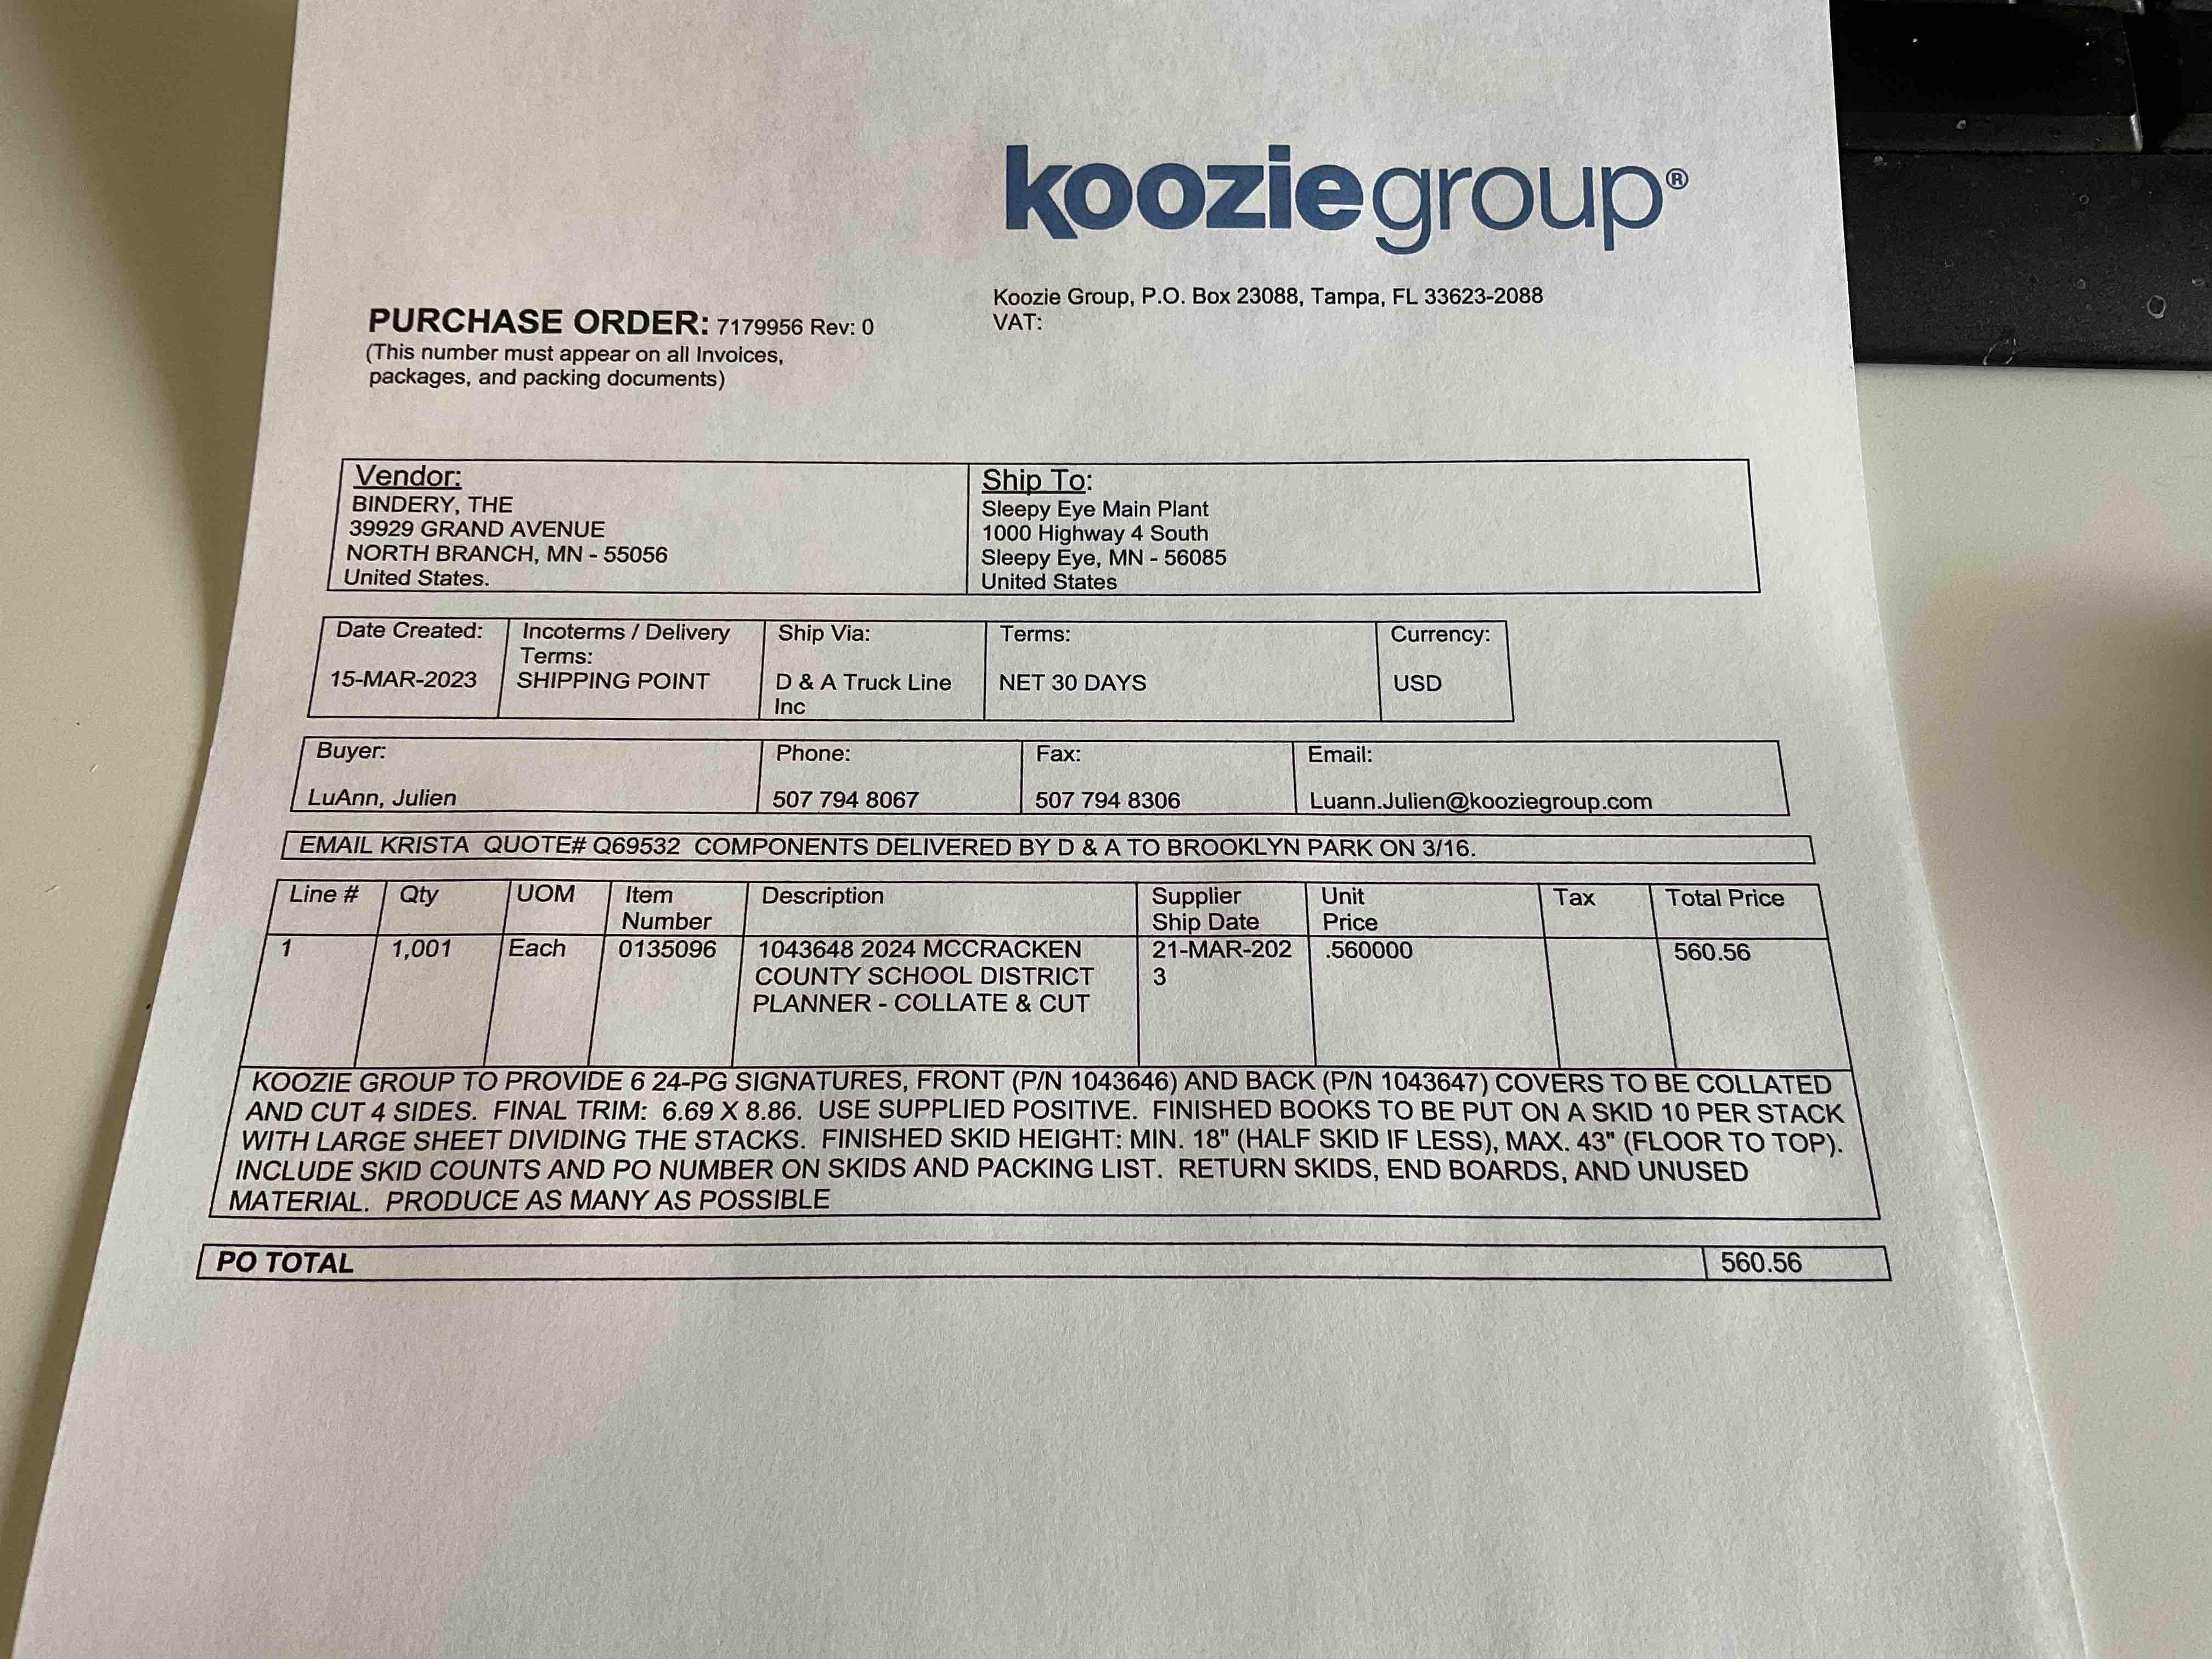 kooziegroup®
Koozie Group, P.O. Box 23088, Tampa, FL 33623-2088
VAT:
PURCHASE ORDER: 7179956 Rev: 0
(This number must appear on all Invoices,
packages, and packing documents)
Vendor:
BINDERY, THE
39929 GRAND AVENUE
NORTH BRANCH, MN - 55056
United States.
Ship To:
Sleepy Eye Main Plant
1000 Highway 4 South
Sleepy Eye, MN - 56085
United States
Date Created:
15-MAR-2023
Incoterms / Delivery
Terms:
SHIPPING POINT
Ship Via:
D & A Truck Line
Inc
Terms:
NET 30 DAYS
Currency:
USD
Buyer:
LuAnn, Julien
Phone:
507 794 8067
Fax:
507 794 8306
Email:
Luann.Julien@kooziegroup.com
EMAIL KRISTA QUOTE# Q69532 COMPONENTS DELIVERED BY D & A TO BROOKLYN PARK ON 3/16.
Line #
Qty
UOM
Item
Number
Description
Supplier
Ship Date
Unit
Price
Tax
Total Price
1
1,001
Each
0135096
1043648 2024 MCCRACKEN
COUNTY SCHOOL DISTRICT
PLANNER - COLLATE & CUT
21-MAR-202
3
.560000
560.56
KOOZIE GROUP TO PROVIDE 6 24-PG SIGNATURES, FRONT (P/N 1043646) AND BACK (P/N 1043647) COVERS TO BE COLLATED
AND CUT 4 SIDES. FINAL TRIM: 6.69 X 8.86. USE SUPPLIED POSITIVE. FINISHED BOOKS TO BE PUT ON A SKID 10 PER STACK
WITH LARGE SHEET DIVIDING THE STACKS. FINISHED SKID HEIGHT: MIN. 18" (HALF SKID IF LESS), MAX. 43" (FLOOR TO TOP).
INCLUDE SKID COUNTS AND PO NUMBER ON SKIDS AND PACKING LIST. RETURN SKIDS, END BOARDS, AND UNUSED
MATERIAL. PRODUCE AS MANY AS POSSIBLE
PO TOTAL
560.56